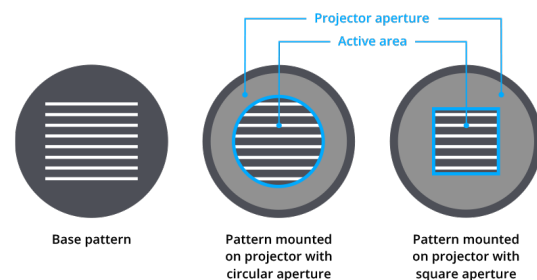 Projector aperture
Active area
Base pattern
Pattern mounted
on projector with
circular aperture
Pattern mounted
on projector with
square aperture